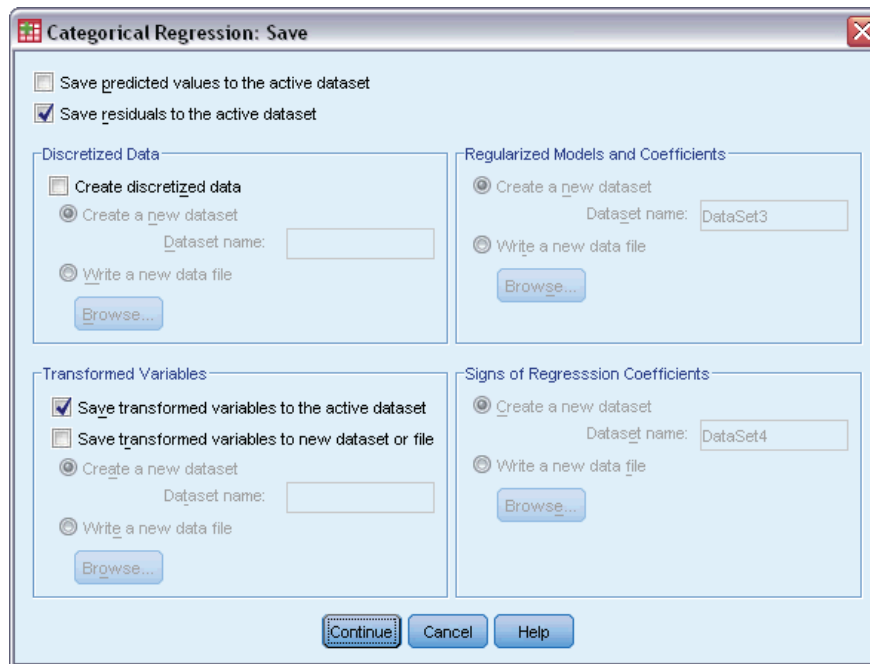 Categorical Regression: Save
Save predicted values to the active dataset
Save residuals to the active dataset
Discretized Data
Create discretized data
Create a new dataset
Dataset name:
Write a new data file
Browse...
Regularized Models and Coefficients
Create a new dataset
Dataset name: DataSet3
Write a new data file
Browse...
Transformed Variables
Save transformed variables to the active dataset
Save transformed variables to new dataset or file
Create a new dataset
Dataset name:
Write a new data file
Browse...
Signs of Regresssion Coefficients
Create a new dataset
Dataset name: DataSet4
Write a new data file
Browse...
Continue Cancel Help